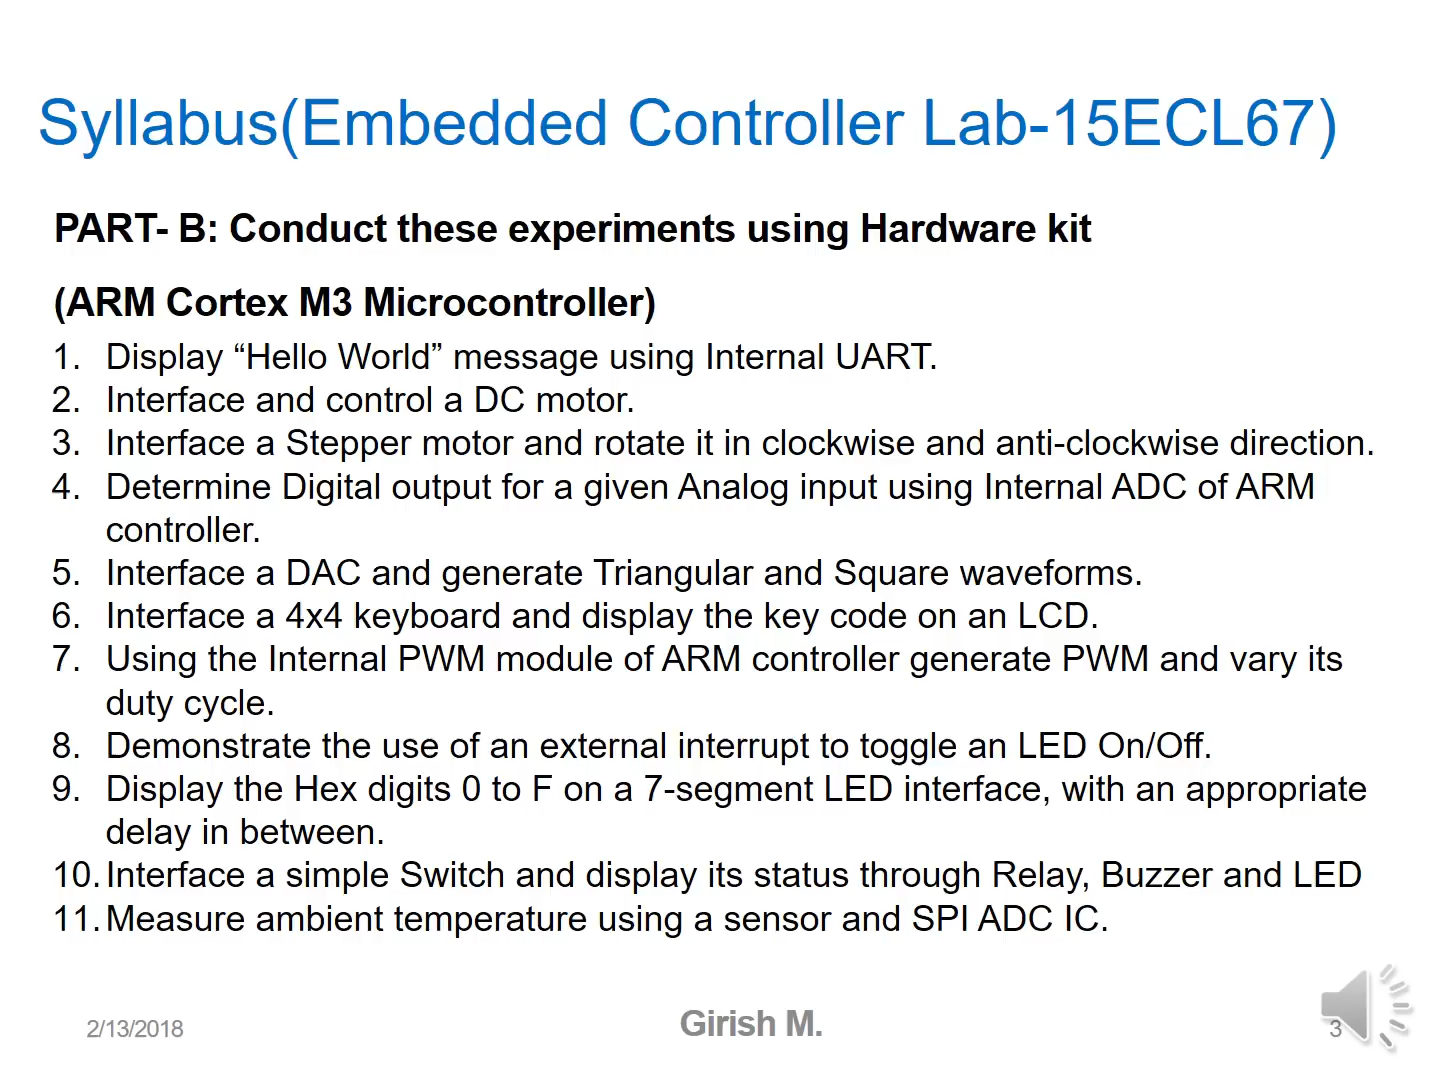 Syllabus(Embedded Controller Lab-15ECL67)
PART- B: Conduct these experiments using Hardware kit
(ARM Cortex M3 Microcontroller)
1. Display “Hello World” message using Internal UART.
2. Interface and control a DC motor.
3. Interface a Stepper motor and rotate it in clockwise and anti-clockwise direction.
4. Determine Digital output for a given Analog input using Internal ADC of ARM
controller.
5. Interface a DAC and generate Triangular and Square waveforms.
6. Interface a 4x4 keyboard and display the key code on an LCD.
7. Using the Internal PWM module of ARM controller generate PWM and vary its
duty cycle.
8. Demonstrate the use of an external interrupt to toggle an LED On/Off.
9. Display the Hex digits 0 to F on a 7-segment LED interface, with an appropriate
delay in between.
10. Interface a simple Switch and display its status through Relay, Buzzer and LED
11. Measure ambient temperature using a sensor and SPI ADC IC.
2/13/2018
Girish M.
3